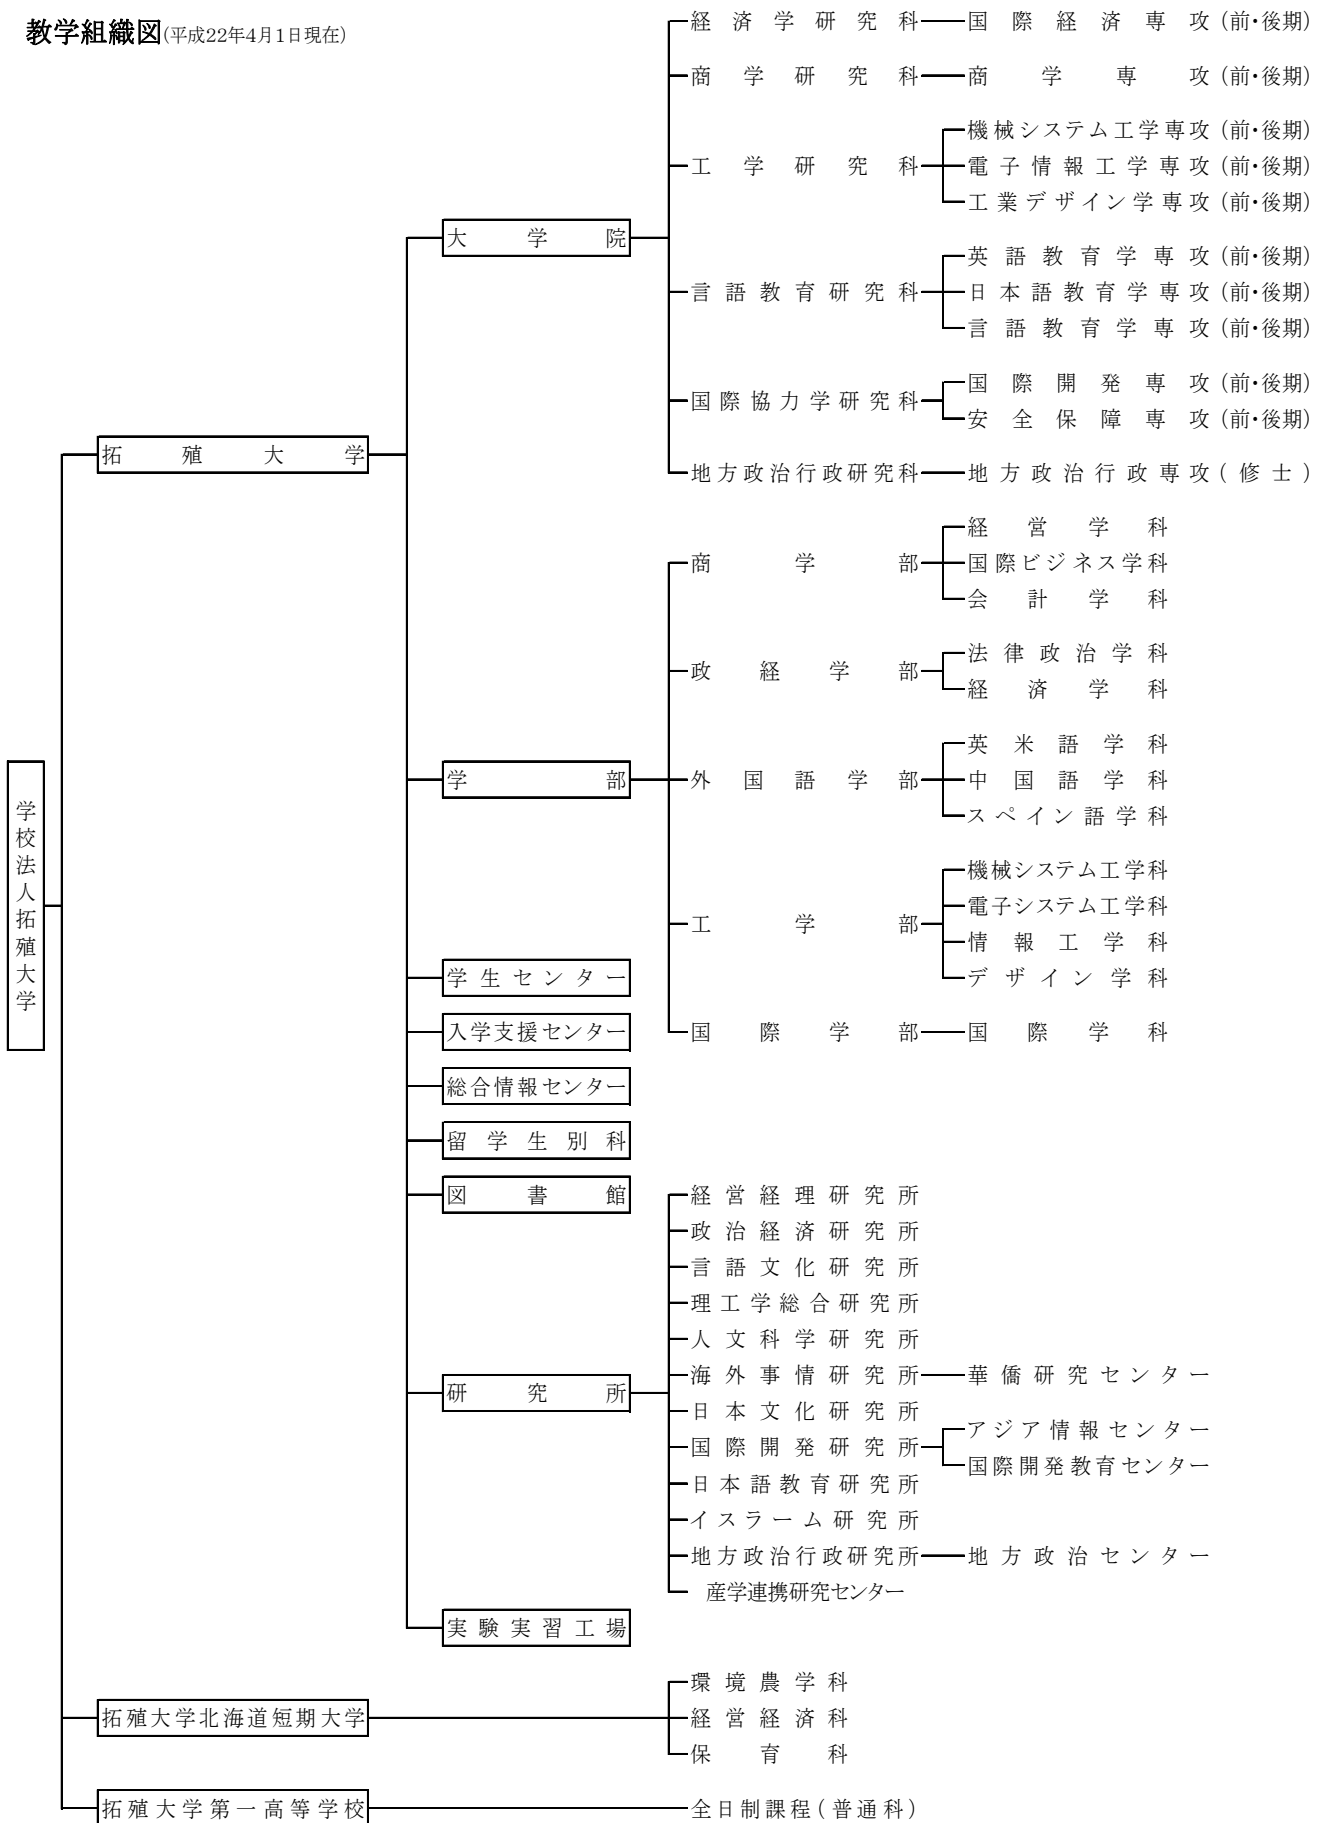 教学組織図(平成22年4月1日現在)
経済学研究科 国際経済専攻(前・後期)
商学研究科 商学専攻(前・後期)
機械システム工学専攻(前・後期)
工学研究科 電子情報工学専攻(前・後期)
工業デザイン学専攻(前・後期)
大学院
英語教育学専攻(前・後期)
言語教育研究科 日本語教育学専攻(前・後期)
言語教育学専攻(前・後期)
国際開発専攻(前・後期)
国際協力学研究科
安全保障専攻(前・後期)
拓殖大学
地方政治行政研究科 地方政治行政専攻(修士)
経営学科
商学部 国際ビジネス学科
会計学科
法律政治学科
政経学部
経済学科
英米語学科
学部 外国語学部 中国語学科
スペイン語学科
学校法人拓殖大学
機械システム工学科
電子システム工学科
工学部
情報工学科
デザイン学科
学生センター
入学支援センター 国際学部 国際学科
総合情報センター
留学生別科
図書館 経営経理研究所
政治経済研究所
言語文化研究所
理工学総合研究所
人文科学研究所
海外事情研究所 華僑研究センター
研究所
日本文化研究所
アジア情報センター
国際開発研究所
国際開発教育センター
日本語教育研究所
イスラーム研究所
地方政治行政研究所 地方政治センター
産学連携研究センター
実験実習工場
環境農学科
拓殖大学北海道短期大学 経営経済科
保育科
拓殖大学第一高等学校 全日制課程(普通科)